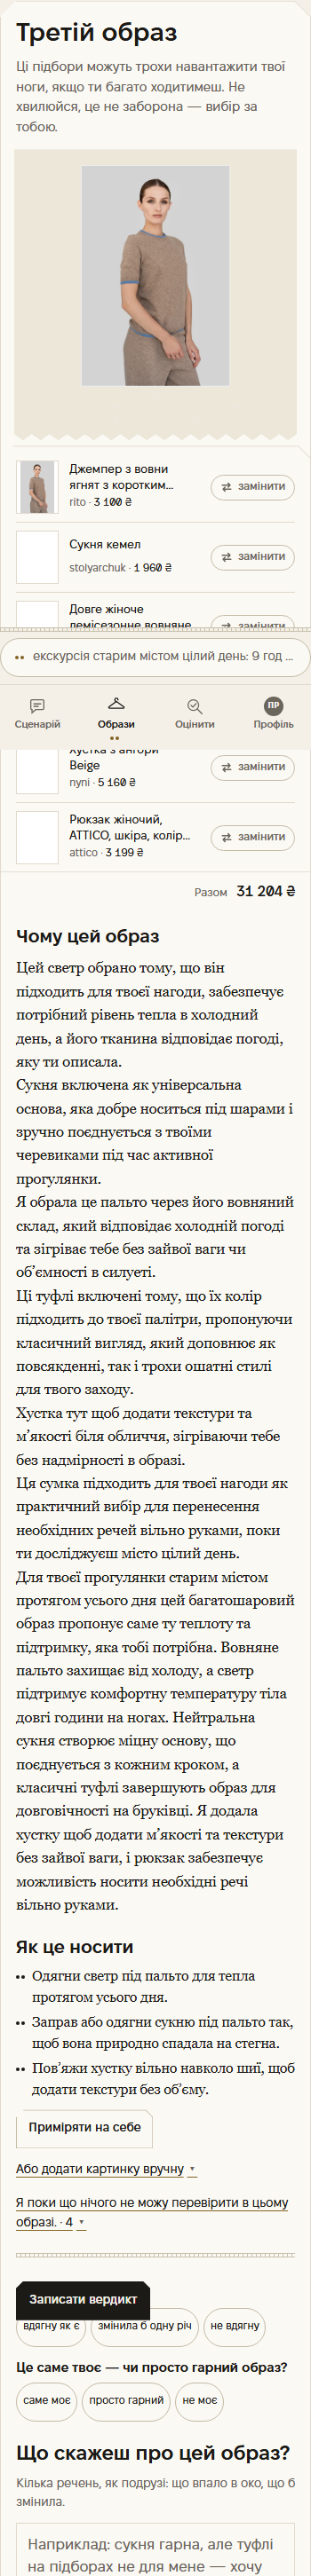 Третій образ
Ці підбори можуть трохи навантажити твої
ноги, якщо ти багато ходитимеш. Не
хвилюйся, це не заборона — вибір за
тобою.
Джемпер з вовни
ягнят з коротким...
rito · 3 100 ₴
замінити
Сукня кемел
stolyarchuk · 1 960 ₴
замінити
Довге жіноче
демісезонне вовняне
замінити
екскурсія старим містом цілий день: 9 год ...
Сценарій
Образи
Оцінити
ПР
Профіль
Хустка з ангори
Beige
nyni · 5 160 ₴
замінити
Рюкзак жіночий,
ATTICO, шкіра, колір...
attico · 3 199 ₴
замінити
Разом 31 204 ₴
Чому цей образ
Цей светр обрано тому, що він
підходить для твоєї нагоди, забезпечує
потрібний рівень тепла в холодний
день, а його тканина відповідає погоді,
яку ти описала.
Сукня включена як універсальна
основа, яка добре носиться під шарами і
зручно поєднується з твоїми
черевиками під час активної
прогулянки.
Я обрала це пальто через його вовняний
склад, який відповідає холодній погоді
та зігріває тебе без зайвої ваги чи
об’ємності в силуеті.
Ці туфлі включені тому, що їх колір
підходить до твоєї палітри, пропонуючи
класичний вигляд, який доповнює як
повсякденні, так і трохи ошатні стилі
для твого заходу.
Хустка тут щоб додати текстури та
м’якості біля обличчя, зігріваючи тебе
без надмірності в образі.
Ця сумка підходить для твоєї нагоди як
практичний вибір для перенесення
необхідних речей вільно руками, поки
ти досліджуєш місто цілий день.
Для твоєї прогулянки старим містом
протягом усього дня цей багатошаровий
образ пропонує саме ту теплоту та
підтримку, яка тобі потрібна. Вовняне
пальто захищає від холоду, а светр
підтримує комфортну температуру тіла
довгі години на ногах. Нейтральна
сукня створює міцну основу, що
поєднується з кожним кроком, а
класичні туфлі завершують образ для
довговічності на бруківці. Я додала
хустку щоб додати м’якості та текстури
без зайвої ваги, і рюкзак забезпечує
можливість носити необхідні речі
вільно руками.
Як це носити
Одягни светр під пальто для тепла
протягом усього дня.
Заправ або одягни сукню під пальто так,
щоб вона природно спадала на стегна.
Пов’яжи хустку вільно навколо шиї, щоб
додати текстури без об’єму.
Приміряти на себе
Або додати картинку вручну
Я поки що нічого не можу перевірити в цьому
образі. · 4
Записати вердикт
вдягну як є
змінила б одну річ
не вдягну
Це саме твоє — чи просто гарний образ?
саме моє
просто гарний
не моє
Що скажеш про цей образ?
Кілька речень, як подрузі: що впало в око, що б
змінила.
Наприклад: сукня гарна, але туфлі
на підборах не для мене — хочу